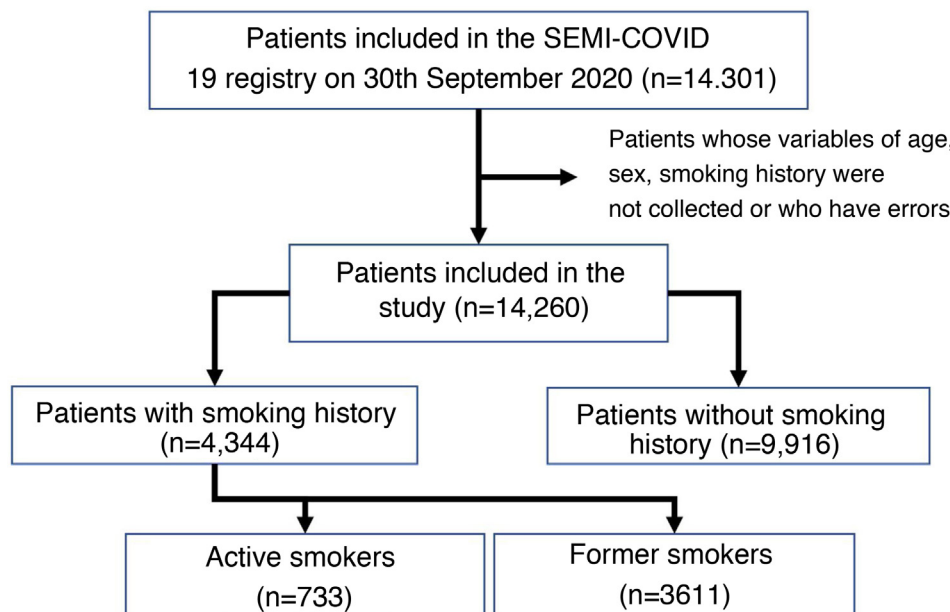 Patients included in the SEMI-COVID
19 registry on 30th September 2020 (n=14.301)
Patients whose variables of age,
sex, smoking history were
not collected or who have errors
Patients included in the
study (n=14,260)
Patients with smoking history
(n=4,344)
Patients without smoking
history (n=9,916)
Active smokers
(n=733)
Former smokers
(n=3611)